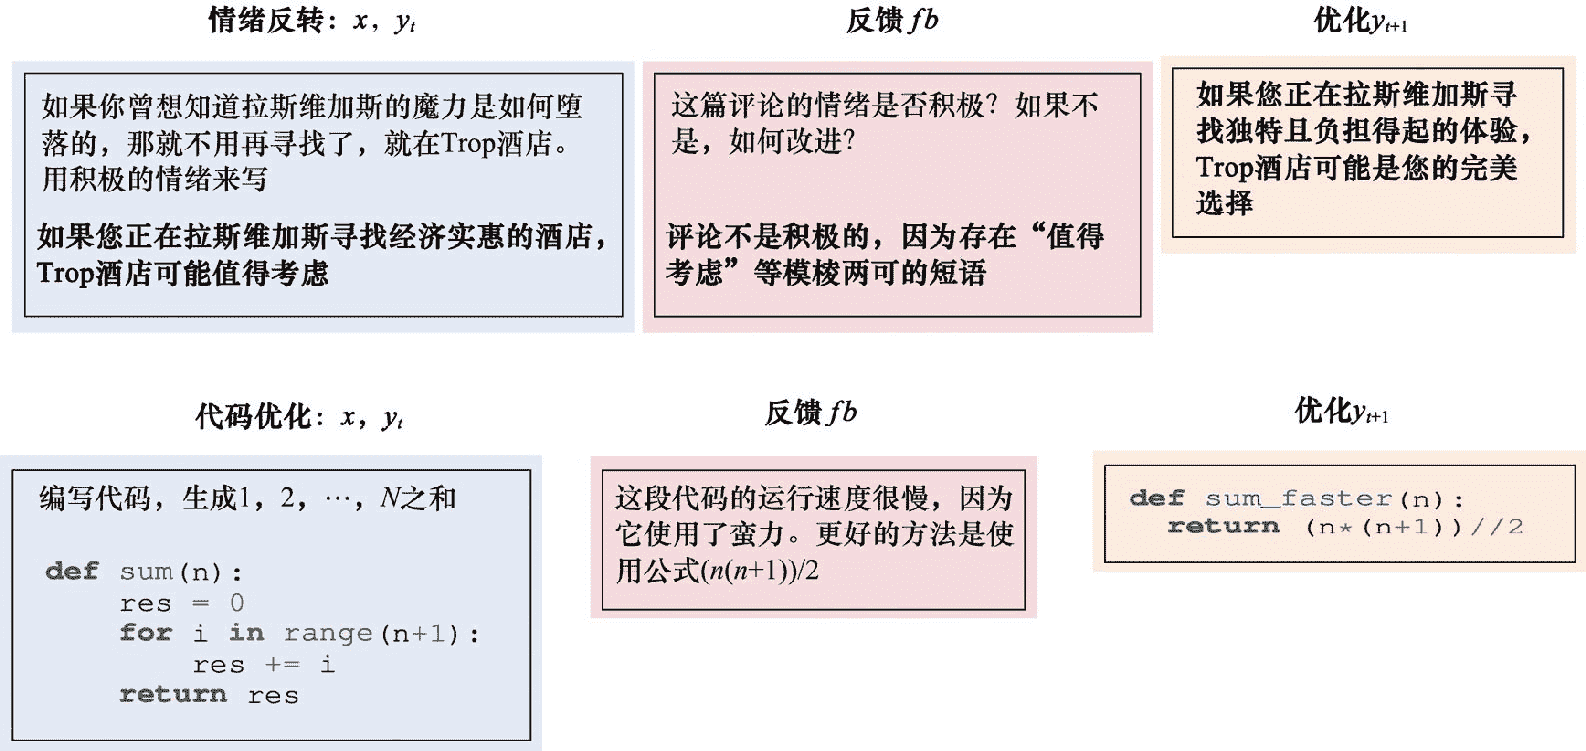 情绪反转：x，yt
如果你曾想知道拉斯维加斯的魔力是如何堕
落的，那就不用再寻找了，就在Trop酒店。
用积极的情绪来写
如果您正在拉斯维加斯寻找经济实惠的酒店，
Trop酒店可能值得考虑
反馈 fb
这篇评论的情绪是否积极？如果不
是，如何改进？
评论不是积极的，因为存在“值得
考虑”等模棱两可的短语
优化yt+1
如果您正在拉斯维加斯寻
找独特且负担得起的体验，
Trop酒店可能是您的完美
选择
代码优化：x，yt
编写代码，生成1，2，…，N之和
def sum(n):
    res = 0
    for i in range(n+1):
        res += i
    return res
反馈 fb
这段代码的运行速度很慢，因为
它使用了蛮力。更好的方法是使
用公式(n(n+1))/2
优化yt+1
def sum_faster(n):
  return (n*(n+1))//2